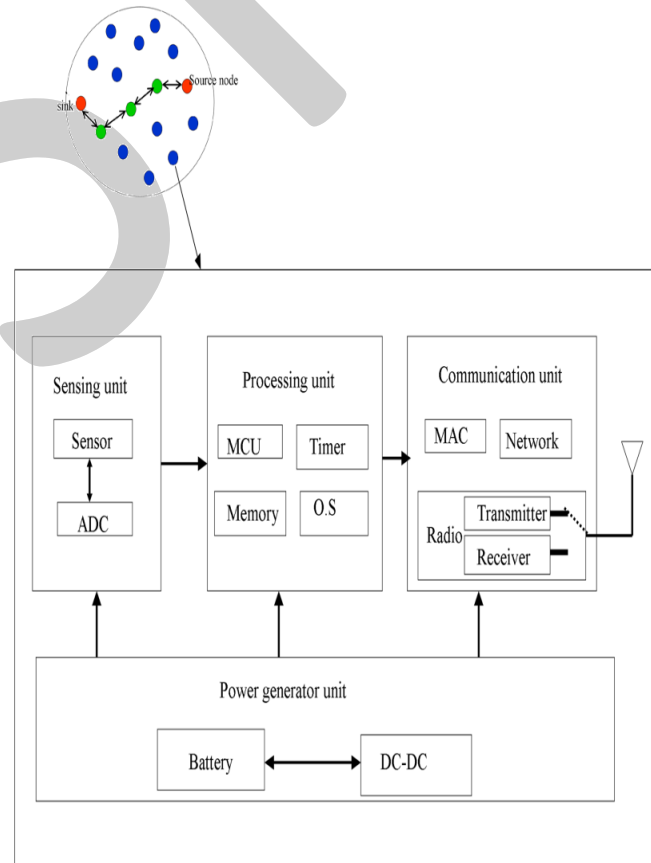 Source node
sink
Sensing unit
Sensor
ADC
Processing unit
MCU
Timer
Memory
O.S
Communication unit
MAC
Network
Radio
Transmitter
Receiver
Power generator unit
Battery
DC-DC